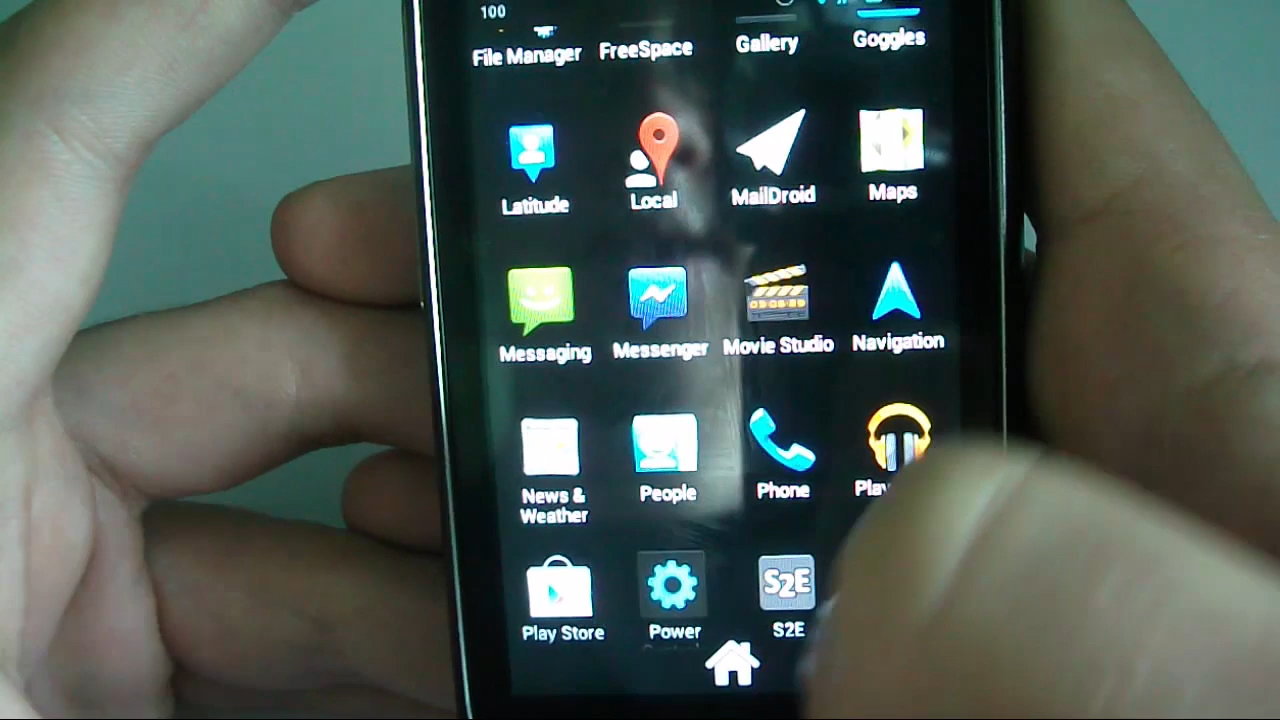 100
File Manager FreeSpace Gallery Goggles
Latitude Local MailDroid Maps
Messaging Messenger Movie Studio Navigation
News & People Phone
Weather
S2E
Play Store Power S2E